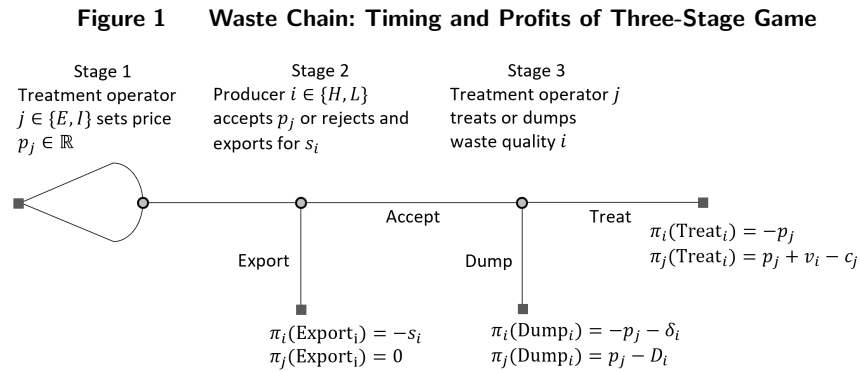 Figure 1 Waste Chain: Timing and Profits of Three-Stage Game
Stage 1
Treatment operator
j ∈ {E, I} sets price
p_j ∈ ℝ
Stage 2
Producer i ∈ {H, L}
accepts p_j or rejects and
exports for s_i
Stage 3
Treatment operator j
treats or dumps
waste quality i
Accept
Treat
π_i(Treat_i) = −p_j
π_j(Treat_i) = p_j + v_i − c_j
Export
Dump
π_i(Export_i) = −s_i
π_j(Export_i) = 0
π_i(Dump_i) = −p_j − δ_i
π_j(Dump_i) = p_j − D_i